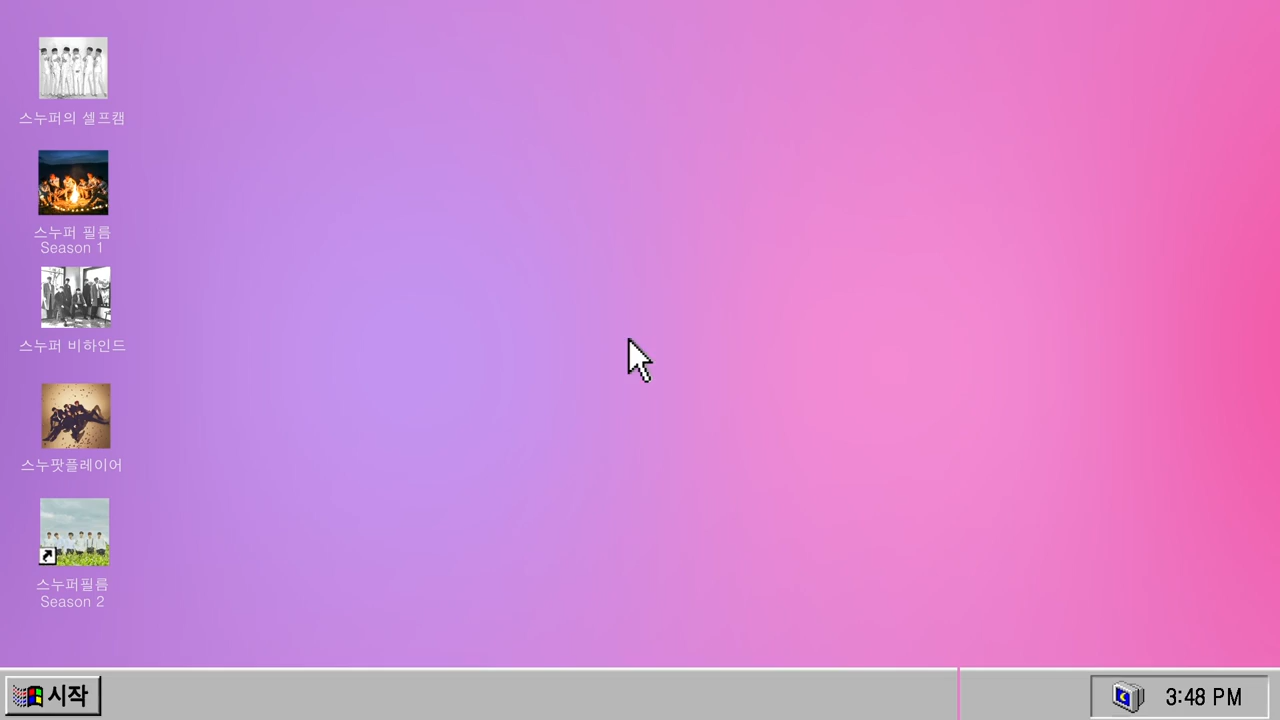 스누퍼의 셀프캠
스누퍼 필름
Season 1
스누퍼 비하인드
스누팟플레이어
스누퍼필름
Season 2
시작
3:48 PM